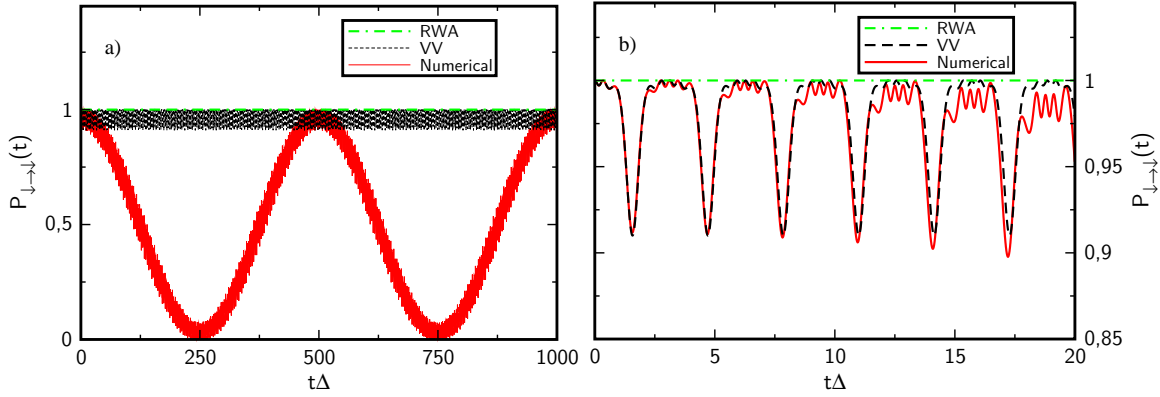 a)
RWA
VV
Numerical
1
0,5
0
P↓→↓(t)
0 250 500 750 1000
tΔ
b)
RWA
VV
Numerical
1
0,95
0,9
0,85
P↓→↓(t)
0 5 10 15 20
tΔ